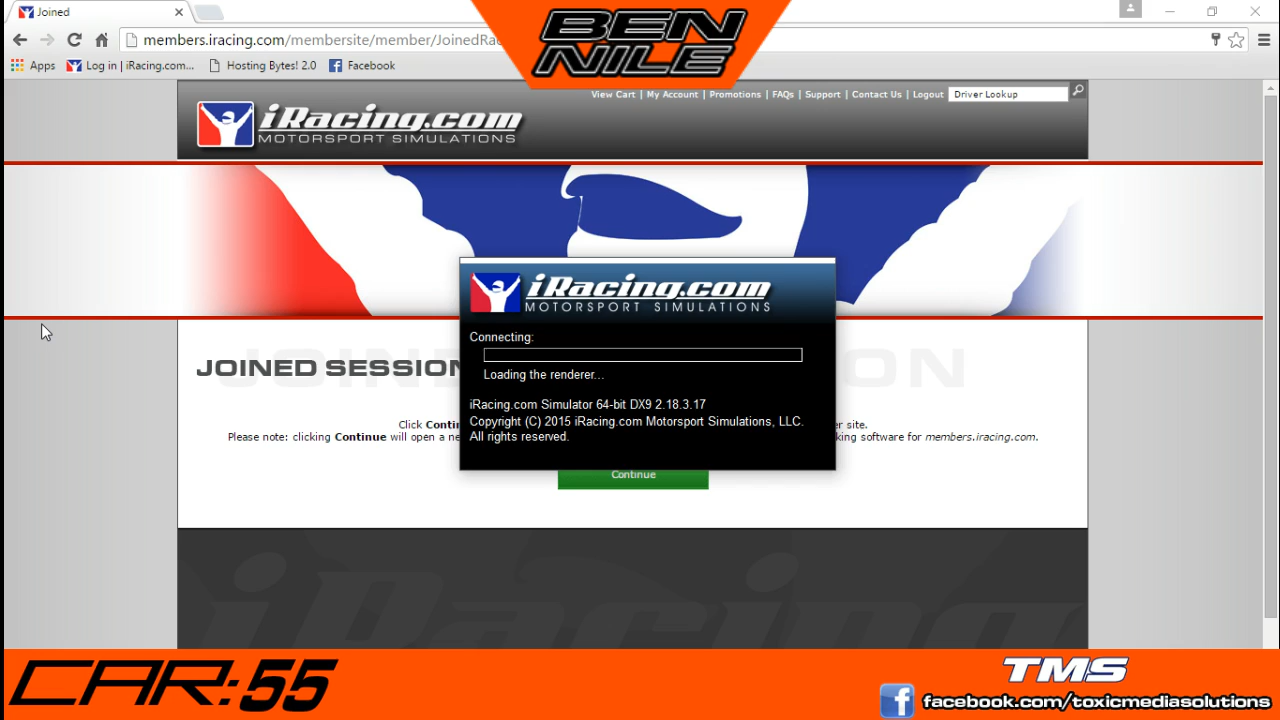 Joined
BEN
NILE
members.iracing.com/membersite/member/JoinedRac
Apps
Log in | iRacing.com...
Hosting Bytes! 2.0
Facebook
View Cart | My Account | Promotions | FAQs | Support | Contact Us | Logout
Driver Lookup
iRacing.com
MOTORSPORT SIMULATIONS
iRacing.com
MOTORSPORT SIMULATIONS
Connecting:
Loading the renderer...
iRacing.com Simulator 64-bit DX9 2.18.3.17
Copyright (C) 2015 iRacing.com Motorsport Simulations, LLC.
All rights reserved.
JOINED SESSION
Click Conti er site.
Please note: clicking Continue will open a ne king software for members.iracing.com.
Continue
iRacing
CAR:55
TMS
facebook.com/toxicmediasolutions